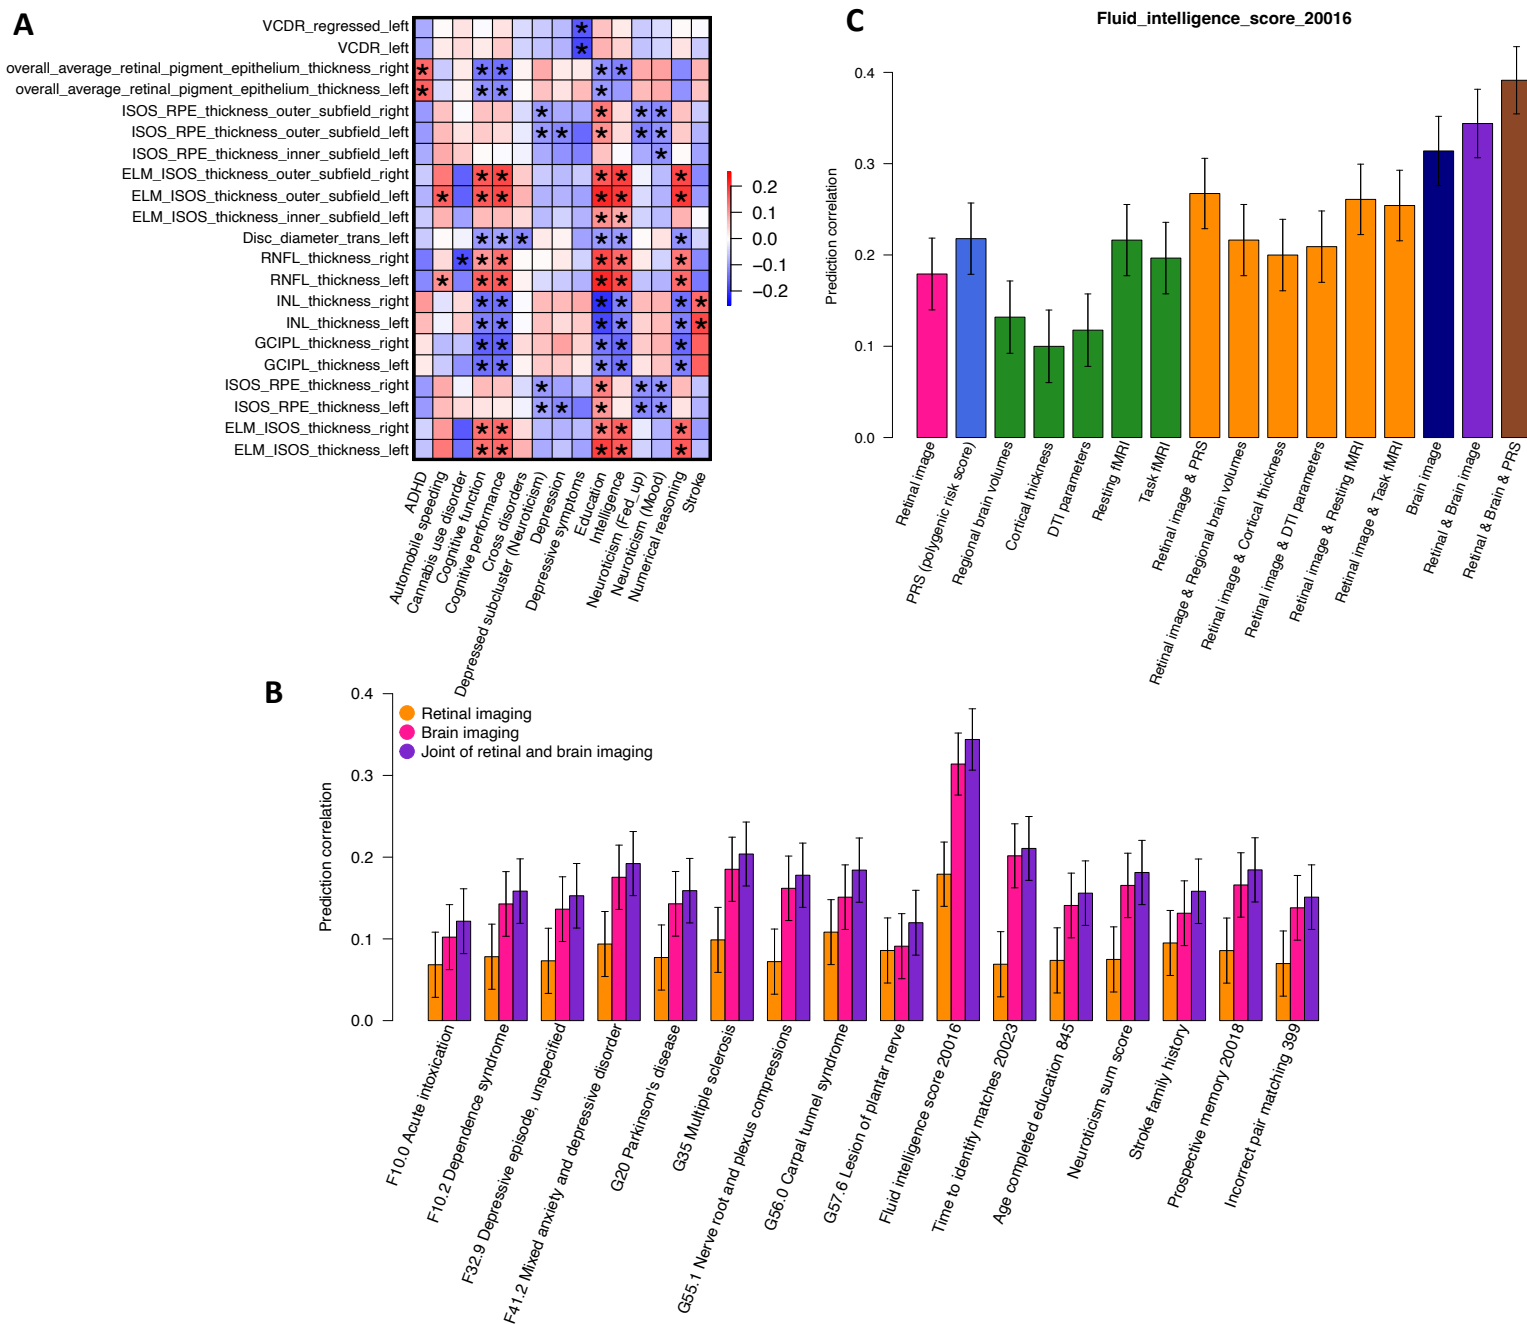 A
VCDR_regressed_left
VCDR_left
overall_average_retinal_pigment_epithelium_thickness_right
overall_average_retinal_pigment_epithelium_thickness_left
ISOS_RPE_thickness_outer_subfield_right
ISOS_RPE_thickness_outer_subfield_left
ISOS_RPE_thickness_inner_subfield_left
ELM_ISOS_thickness_outer_subfield_right
ELM_ISOS_thickness_outer_subfield_left
ELM_ISOS_thickness_inner_subfield_left
Disc_diameter_trans_left
RNFL_thickness_right
RNFL_thickness_left
INL_thickness_right
INL_thickness_left
GCIPL_thickness_right
GCIPL_thickness_left
ISOS_RPE_thickness_right
ISOS_RPE_thickness_left
ELM_ISOS_thickness_right
ELM_ISOS_thickness_left
ADHD
Automobile speeding
Cannabis use disorder
Cognitive function
Cognitive performance
Cross disorders
Depressed subcluster (Neuroticism)
Depression
Depressive symptoms
Education
Intelligence
Neuroticism (Fed_up)
Neuroticism (Mood)
Numerical reasoning
Stroke
0.2
0.1
0.0
−0.1
−0.2
C
Fluid_intelligence_score_20016
Prediction correlation
0.4
0.3
0.2
0.1
0.0
Retinal image
PRS (polygenic risk score)
Regional brain volumes
Cortical thickness
DTI parameters
Resting fMRI
Task fMRI
Retinal image & PRS
Retinal image & Regional brain volumes
Retinal image & Cortical thickness
Retinal image & DTI parameters
Retinal image & Resting fMRI
Retinal image & Task fMRI
Brain image
Retinal & Brain image
Retinal & Brain & PRS
B
Prediction correlation
0.4
0.3
0.2
0.1
0.0
Retinal imaging
Brain imaging
Joint of retinal and brain imaging
F10.0 Acute intoxication
F10.2 Dependence syndrome
F32.9 Depressive episode, unspecified
F41.2 Mixed anxiety and depressive disorder
G20 Parkinson's disease
G35 Multiple sclerosis
G55.1 Nerve root and plexus compressions
G56.0 Carpal tunnel syndrome
G57.6 Lesion of plantar nerve
Fluid intelligence score 20016
Time to identify matches 20023
Age completed education 845
Neuroticism sum score
Stroke family history
Prospective memory 20018
Incorrect pair matching 399